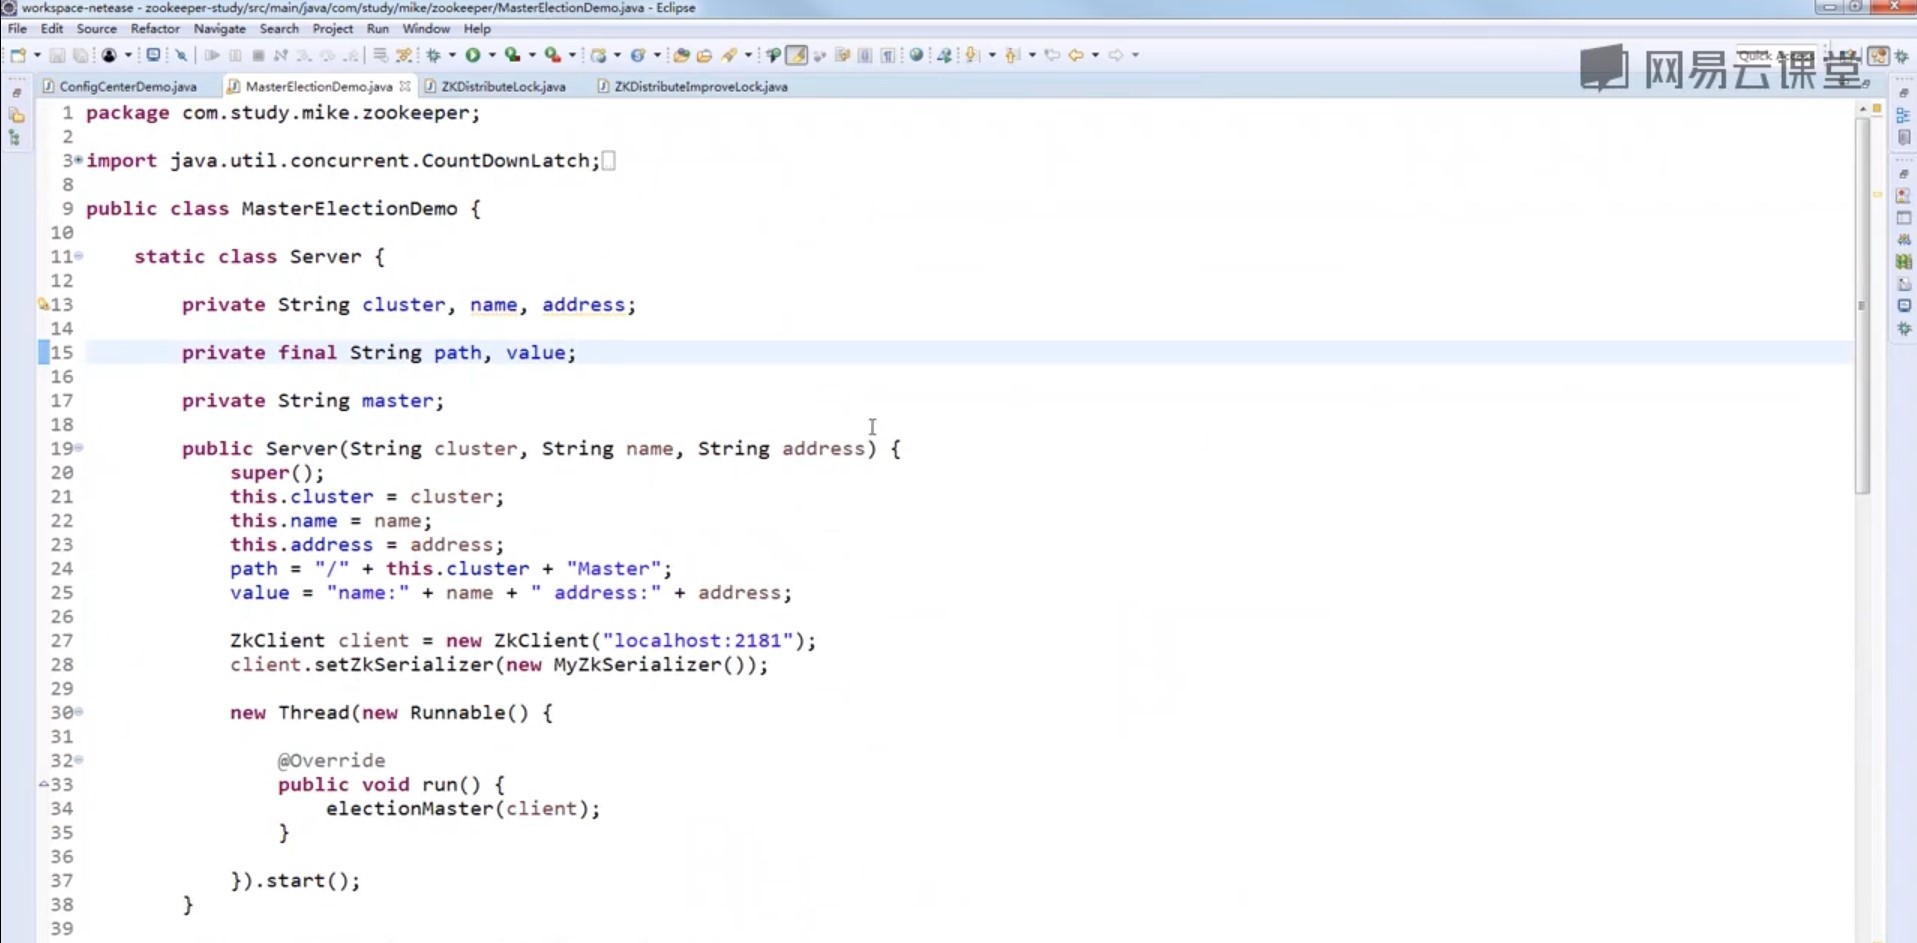 workspace-netease - zookeeper-study/src/main/java/com/study/mike/zookeeper/MasterElectionDemo.java - Eclipse
File Edit Source Refactor Navigate Search Project Run Window Help
Quick Access
网易云课堂
ConfigCenterDemo.java MasterElectionDemo.java ZKDistributeLock.java ZKDistributeImproveLock.java
1 package com.study.mike.zookeeper;
2
3 import java.util.concurrent.CountDownLatch;
8
9 public class MasterElectionDemo {
10
11 static class Server {
12
13 private String cluster, name, address;
14
15 private final String path, value;
16
17 private String master;
18
19 public Server(String cluster, String name, String address) {
20 super();
21 this.cluster = cluster;
22 this.name = name;
23 this.address = address;
24 path = "/" + this.cluster + "Master";
25 value = "name:" + name + " address:" + address;
26
27 ZkClient client = new ZkClient("localhost:2181");
28 client.setZkSerializer(new MyZkSerializer());
29
30 new Thread(new Runnable() {
31
32 @Override
33 public void run() {
34 electionMaster(client);
35 }
36
37 }).start();
38 }
39